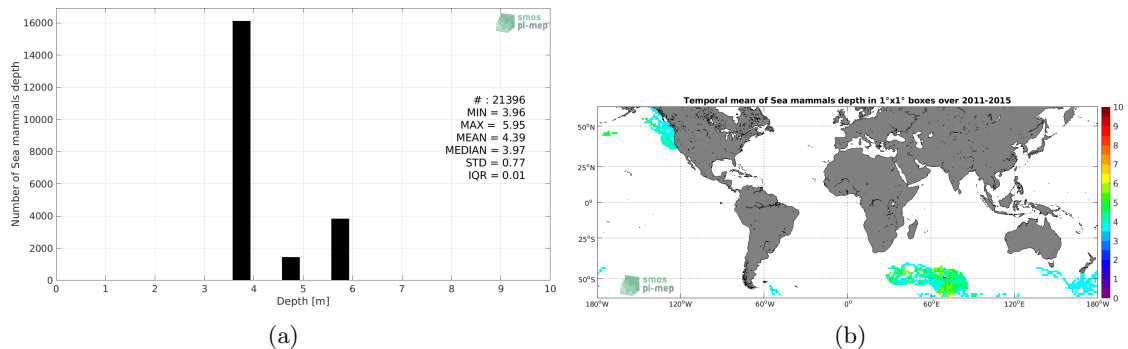 16000
14000
12000
10000
8000
6000
4000
2000
0
Number of Sea mammals depth
0 1 2 3 4 5 6 7 8 9 10
Depth [m]
smos
pi-mep
# : 21396
MIN = 3.96
MAX = 5.95
MEAN = 4.39
MEDIAN = 3.97
STD = 0.77
IQR = 0.01
(a)
Temporal mean of Sea mammals depth in 1°x1° boxes over 2011-2015
50°N
25°N
0°
25°S
50°S
180°W 120°W 60°W 0° 60°E 120°E 180°W
smos
pi-mep
10
9
8
7
6
5
4
3
2
1
0
(b)